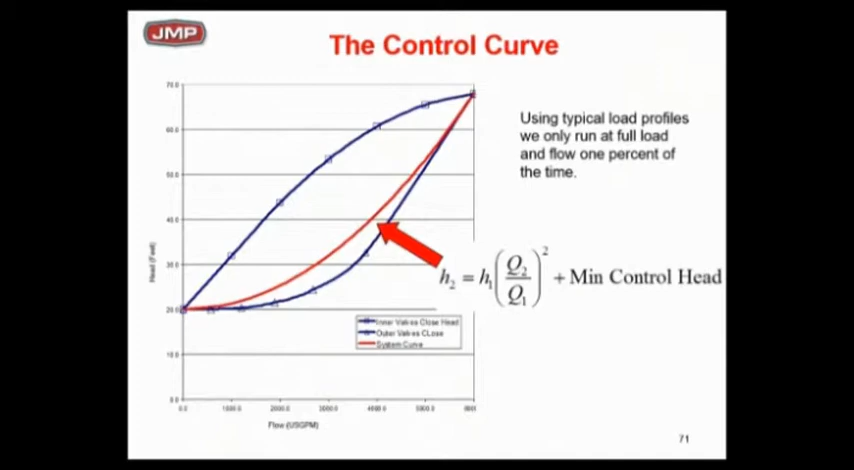 JMP
The Control Curve
Using typical load profiles
we only run at full load
and flow one percent of
the time.
70.0
60.0
50.0
40.0
30.0
20.0
10.0
0.0
Head (Feet)
h₂ = h₁(Q₂/Q₁)² + Min Control Head
Inner Valves Close Head
Outer Valves CLose
System Curve
0.0 1000.0 2000.0 3000.0 4000.0 5000.0
Flow (USGPM)
71